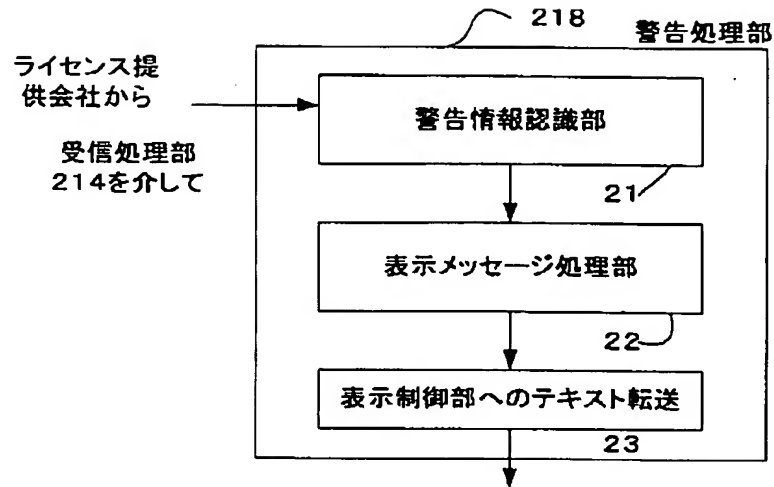 218
警告処理部
ライセンス提
供会社から
受信処理部
214を介して
警告情報認識部
21
表示メッセージ処理部
22
表示制御部へのテキスト転送
23